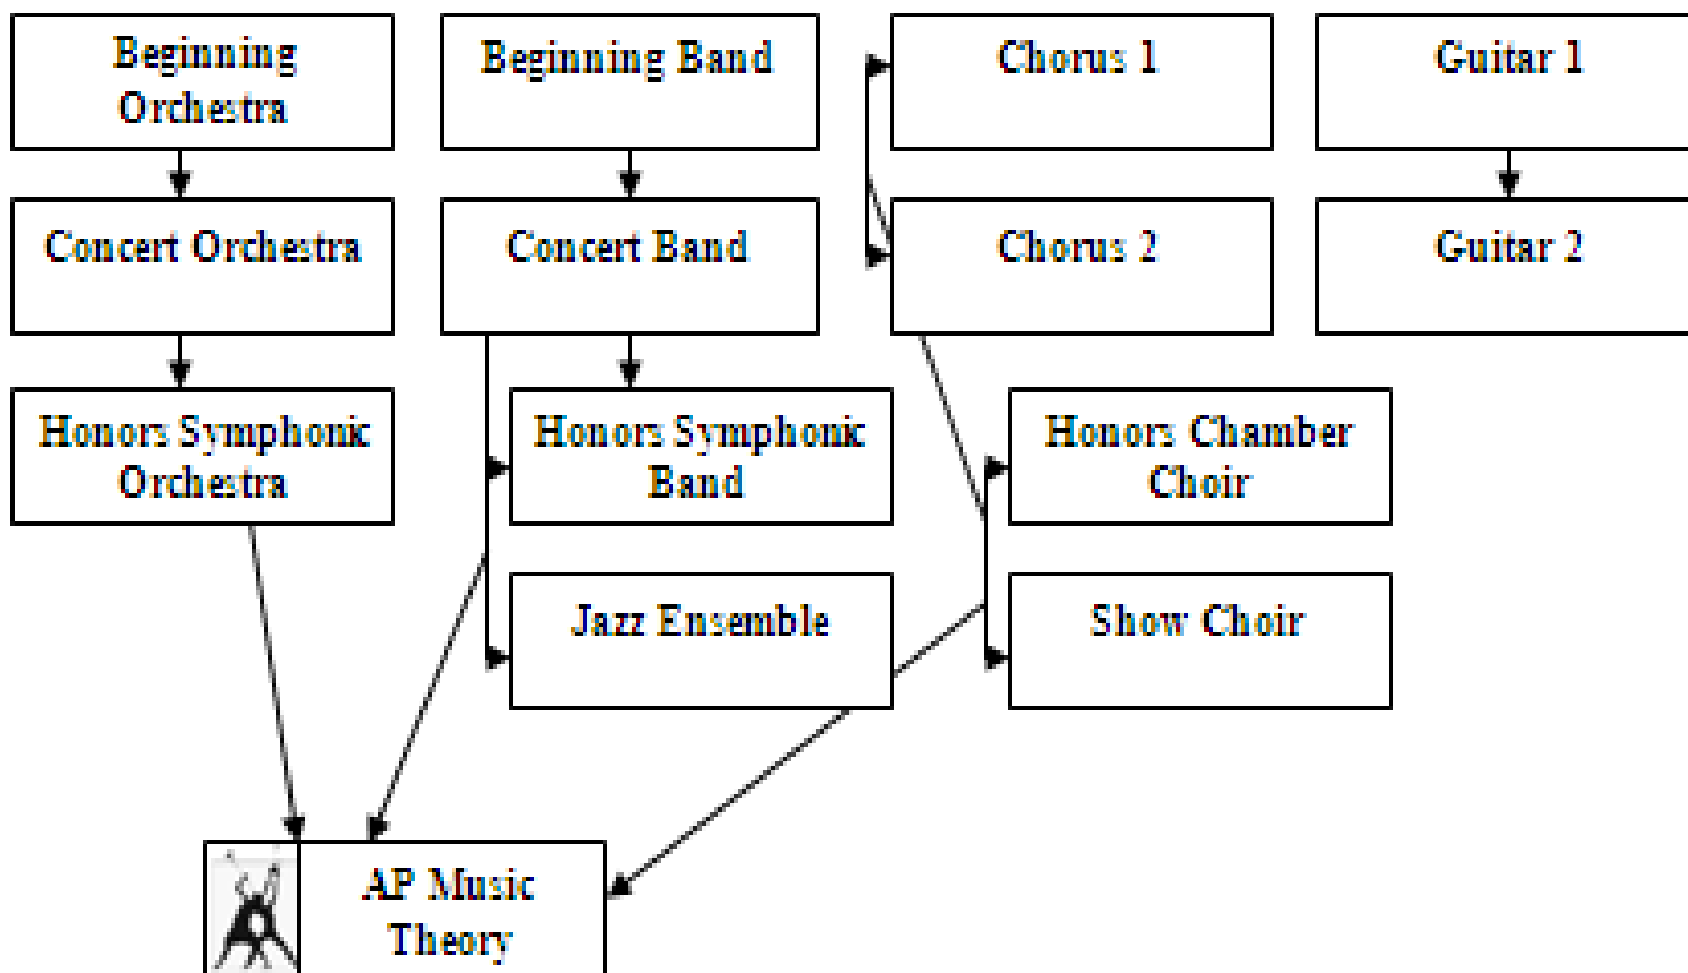 Beginning
Orchestra
Beginning Band
Chorus 1
Guitar 1
Concert Orchestra
Concert Band
Chorus 2
Guitar 2
Honors Symphonic
Orchestra
Honors Symphonic
Band
Honors Chamber
Choir
Jazz Ensemble
Show Choir
AP Music
Theory